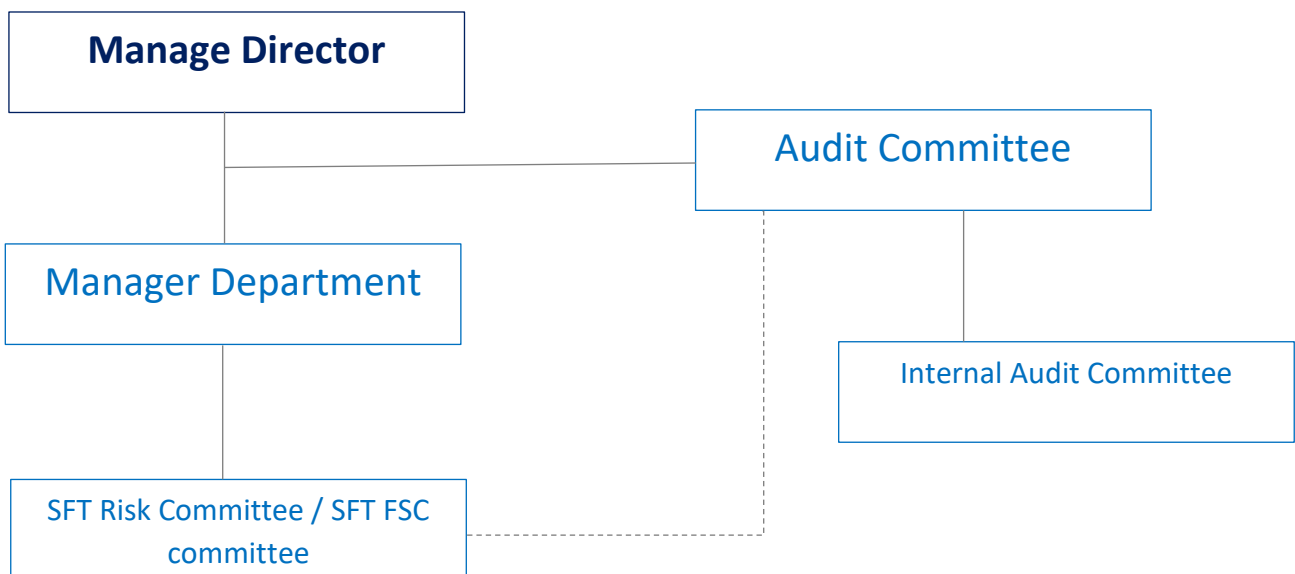 Manage Director
Audit Committee
Manager Department
Internal Audit Committee
SFT Risk Committee / SFT FSC
committee